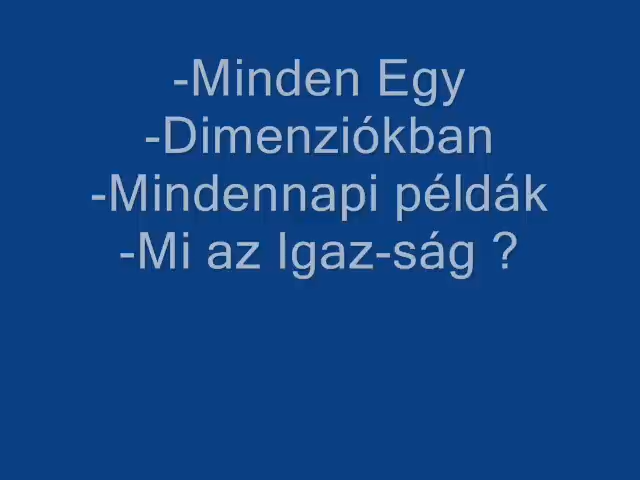 -Minden Egy
-Dimenziókban
-Mindennapi példák
-Mi az Igaz-ság ?